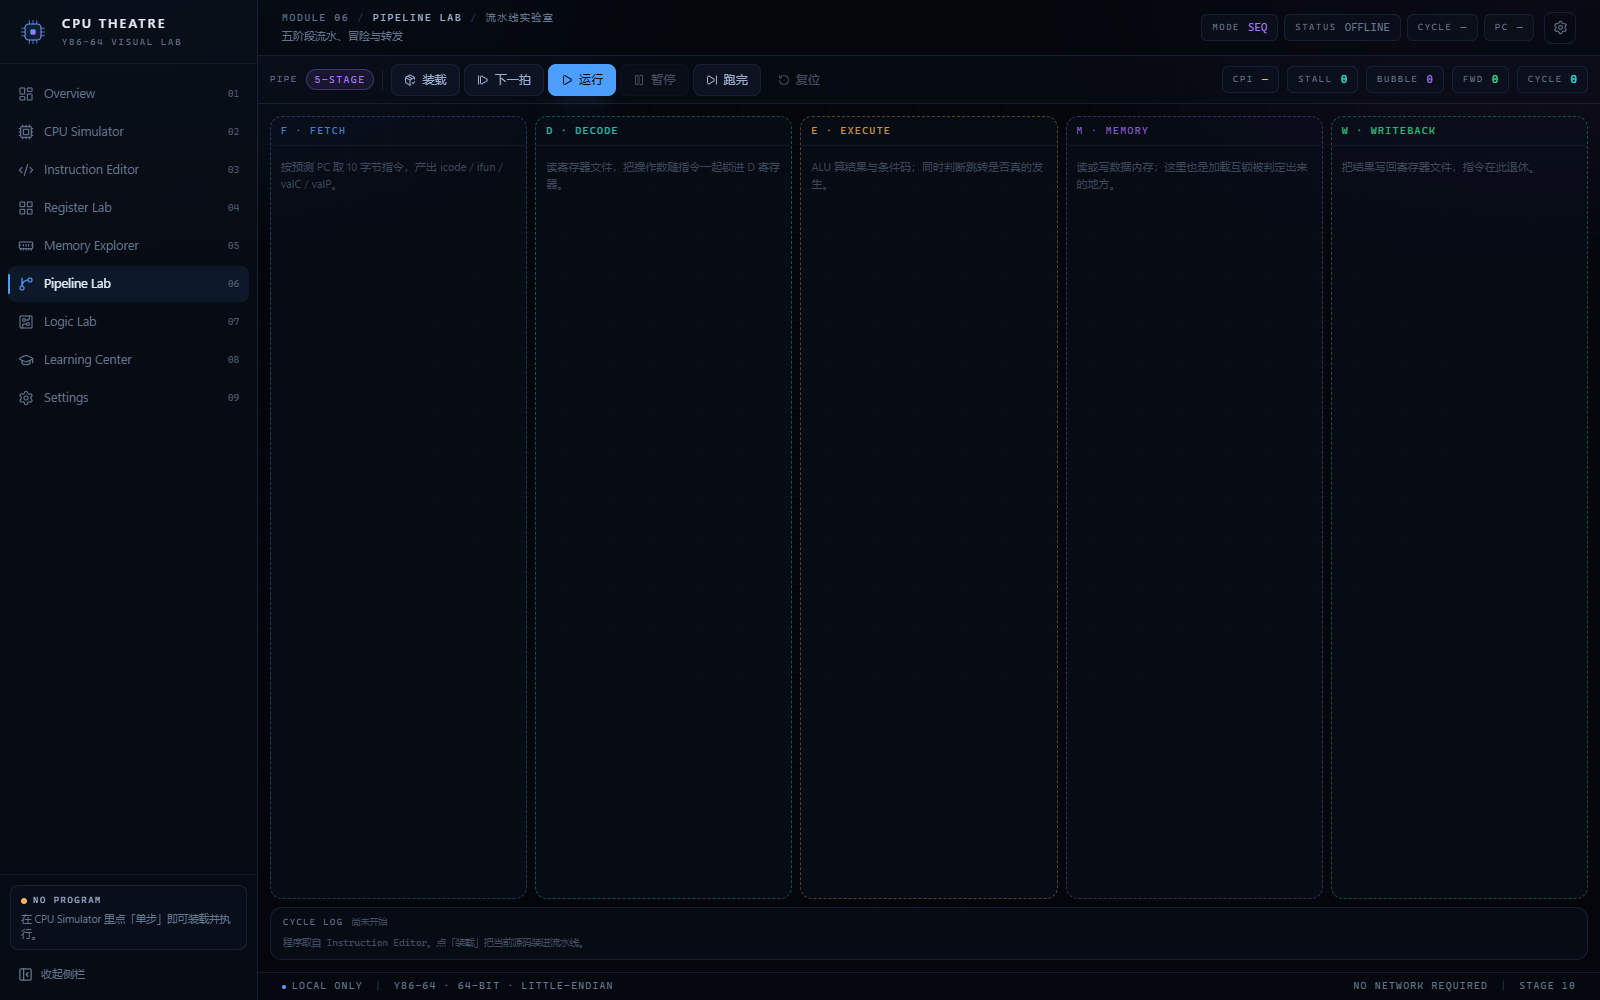 CPU THEATRE
Y86-64 VISUAL LAB
Overview 01
CPU Simulator 02
Instruction Editor 03
Register Lab 04
Memory Explorer 05
Pipeline Lab 06
Logic Lab 07
Learning Center 08
Settings 09
NO PROGRAM
在 CPU Simulator 里点「单步」即可装载并执
行。
收起侧栏
MODULE 06 / PIPELINE LAB / 流水线实验室
五阶段流水、冒险与转发
MODE SEQ
STATUS OFFLINE
CYCLE —
PC —
PIPE 5-STAGE
装载
下一拍
运行
暂停
跑完
复位
CPI —
STALL 0
BUBBLE 0
FWD 0
CYCLE 0
F · FETCH
按预测 PC 取 10 字节指令，产出 icode / ifun /
valC / valP。
D · DECODE
读寄存器文件，把操作数随指令一起锁进 D 寄存
器。
E · EXECUTE
ALU 算结果与条件码；同时判断跳转是否真的发
生。
M · MEMORY
读或写数据内存；这里也是加载互锁被判定出来
的地方。
W · WRITEBACK
把结果写回寄存器文件，指令在此退休。
CYCLE LOG 尚未开始
程序取自 Instruction Editor。点「装载」把当前源码装进流水线。
LOCAL ONLY | Y86-64 · 64-BIT · LITTLE-ENDIAN
NO NETWORK REQUIRED | STAGE 10